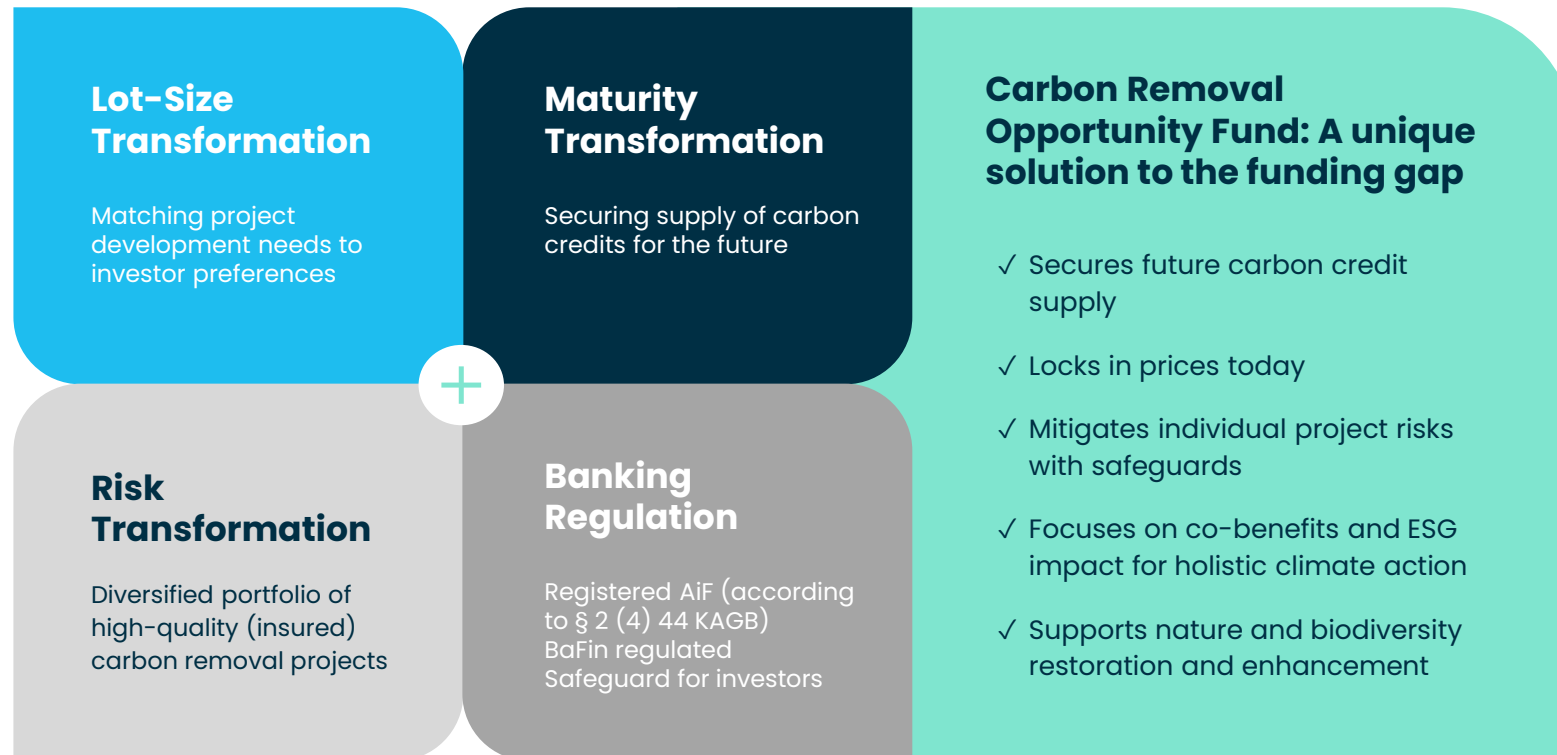 Lot-Size
Transformation
Matching project
development needs to
investor preferences
Maturity
Transformation
Securing supply of carbon
credits for the future
Risk
Transformation
Diversified portfolio of
high-quality (insured)
carbon removal projects
Banking
Regulation
Registered AiF (according
to § 2 (4) 44 KAGB)
BaFin regulated
Safeguard for investors
Carbon Removal
Opportunity Fund: A unique
solution to the funding gap
✓ Secures future carbon credit
supply
✓ Locks in prices today
✓ Mitigates individual project risks
with safeguards
✓ Focuses on co-benefits and ESG
impact for holistic climate action
✓ Supports nature and biodiversity
restoration and enhancement